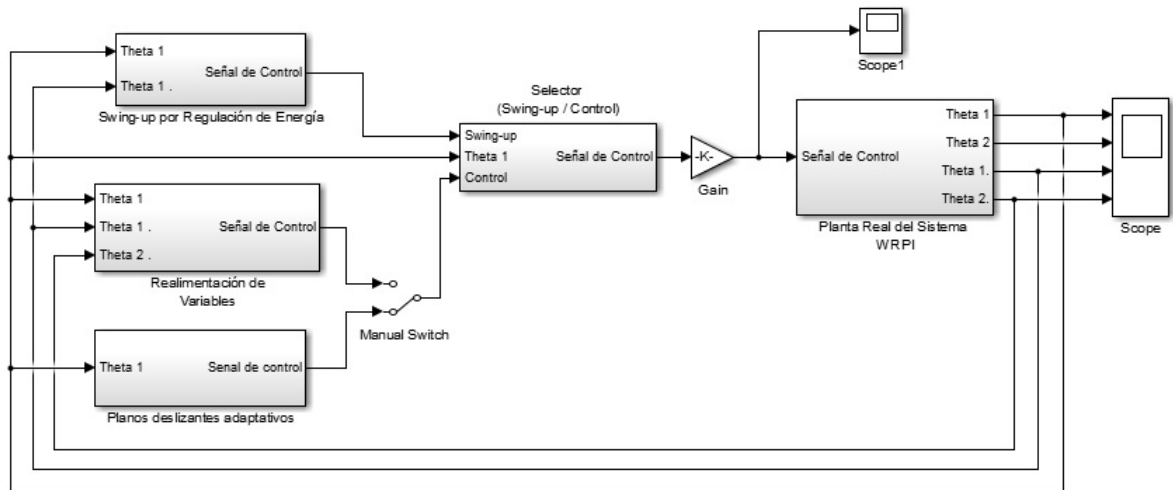 Theta 1
Theta 1 .
Señal de Control
Swing-up por Regulación de Energía
Theta 1
Theta 1 .
Theta 2 .
Señal de Control
Realimentación de
Variables
Theta 1
Senal de control
Planos deslizantes adaptativos
Manual Switch
Selector
(Swing-up / Control)
Swing-up
Theta 1
Control
Señal de Control
-K-
Gain
Scope1
Señal de Control
Theta 1
Theta 2
Theta 1.
Theta 2.
Planta Real del Sistema
WRPI
Scope